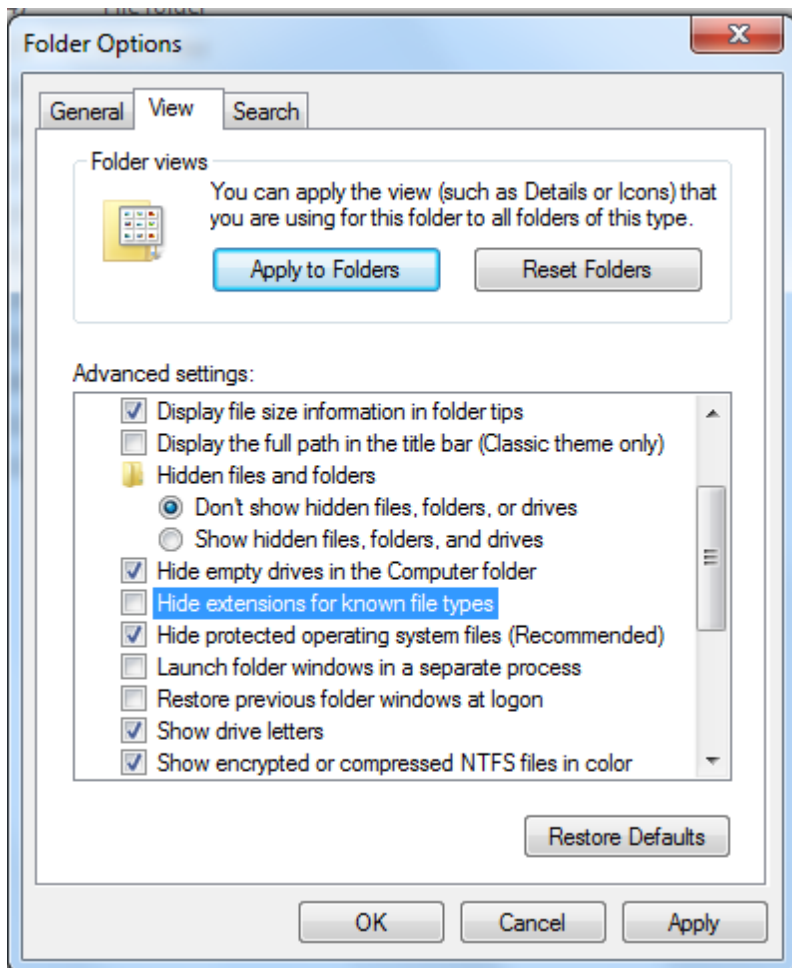 File folder
Folder Options
General View Search
Folder views
You can apply the view (such as Details or Icons) that
you are using for this folder to all folders of this type.
Apply to Folders Reset Folders
Advanced settings:
Display file size information in folder tips
Display the full path in the title bar (Classic theme only)
Hidden files and folders
Don't show hidden files, folders, or drives
Show hidden files, folders, and drives
Hide empty drives in the Computer folder
Hide extensions for known file types
Hide protected operating system files (Recommended)
Launch folder windows in a separate process
Restore previous folder windows at logon
Show drive letters
Show encrypted or compressed NTFS files in color
Restore Defaults
OK Cancel Apply